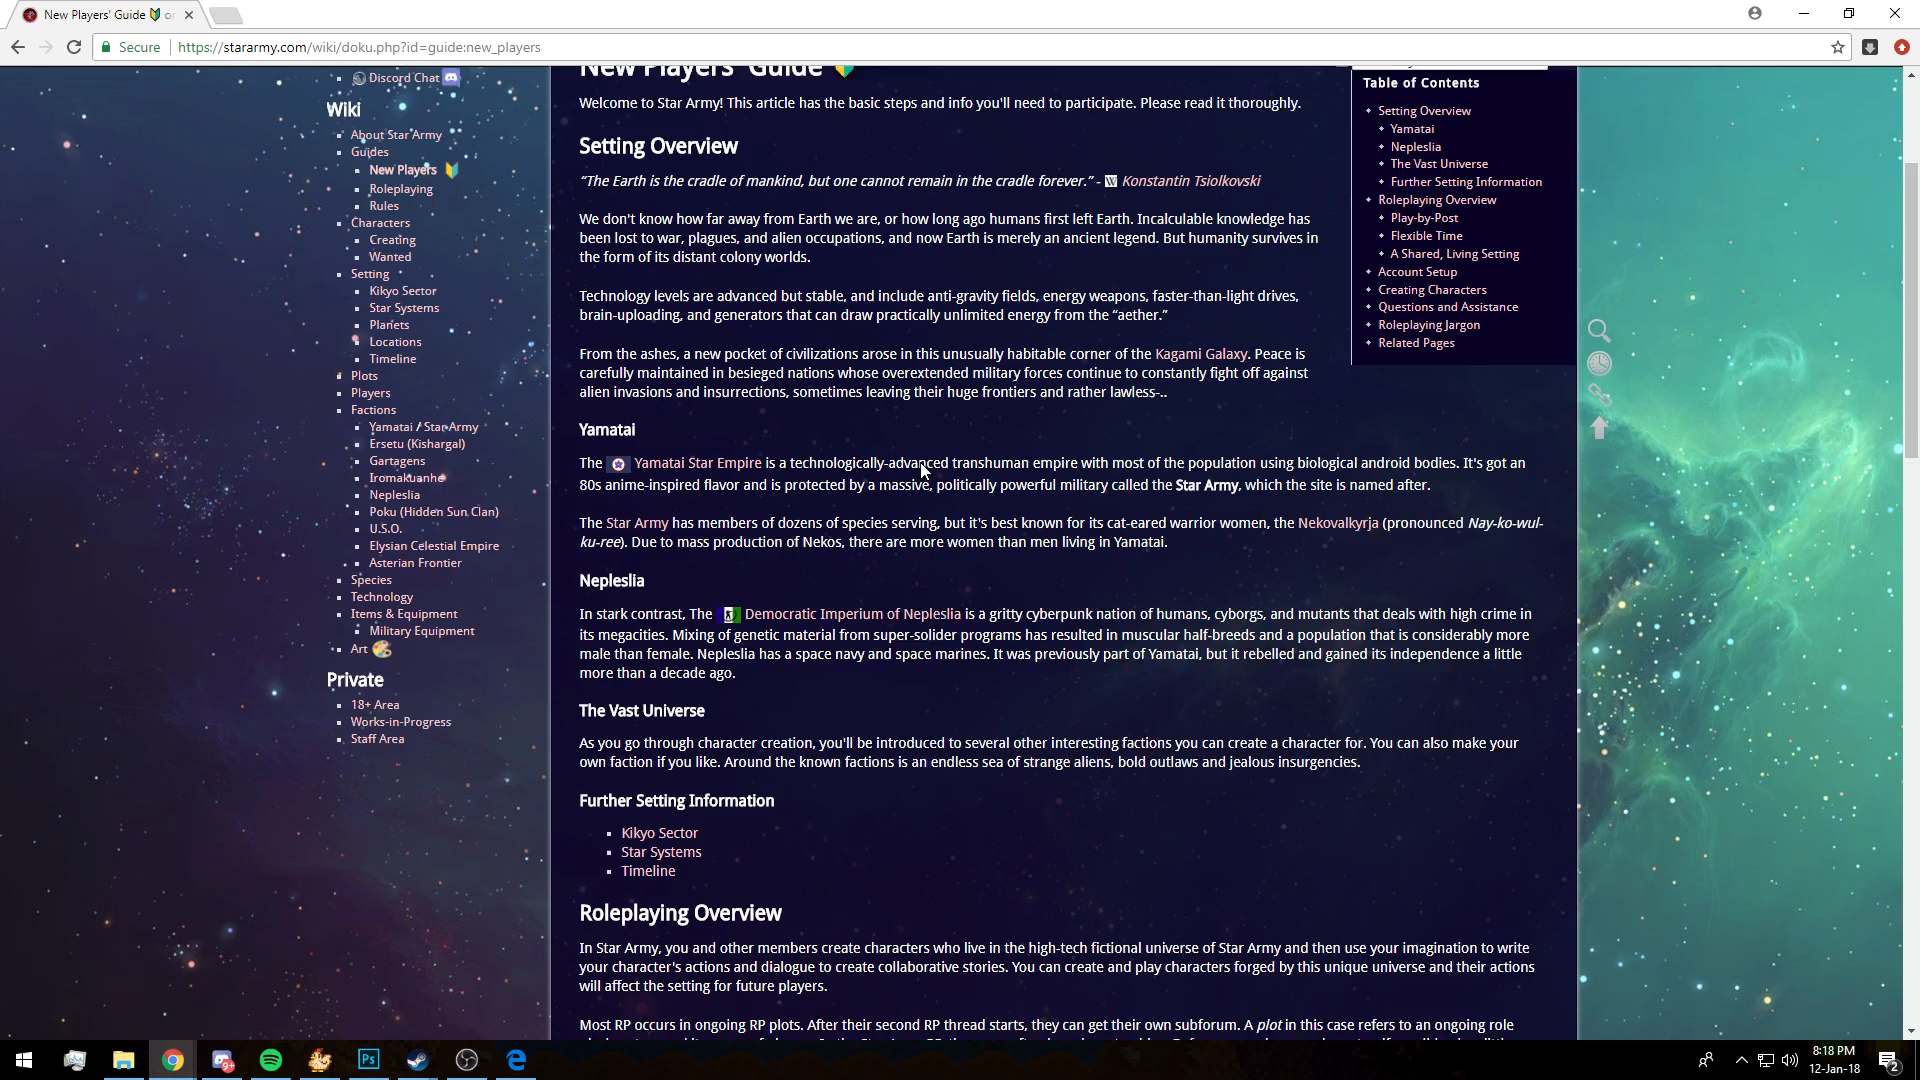 New Players' Guide
Secure
https://stararmy.com/wiki/doku.php?id=guide:new_players
Discord Chat
Wiki
About Star Army
Guides
New Players
Roleplaying
Rules
Characters
Creating
Wanted
Setting
Kikyo Sector
Star Systems
Planets
Locations
Timeline
Plots
Players
Factions
Yamatai / Star Army
Ersetu (Kishargal)
Gartagens
Iromakuanhe
Nepleslia
Poku (Hidden Sun Clan)
U.S.O.
Elysian Celestial Empire
Asterian Frontier
Species
Technology
Items & Equipment
Military Equipment
Art
Private
18+ Area
Works-in-Progress
Staff Area
New Players' Guide
Welcome to Star Army! This article has the basic steps and info you'll need to participate. Please read it thoroughly.
Setting Overview
“The Earth is the cradle of mankind, but one cannot remain in the cradle forever.” - W Konstantin Tsiolkovski
We don't know how far away from Earth we are, or how long ago humans first left Earth. Incalculable knowledge has
been lost to war, plagues, and alien occupations, and now Earth is merely an ancient legend. But humanity survives in
the form of its distant colony worlds.
Technology levels are advanced but stable, and include anti-gravity fields, energy weapons, faster-than-light drives,
brain-uploading, and generators that can draw practically unlimited energy from the “aether.”
From the ashes, a new pocket of civilizations arose in this unusually habitable corner of the Kagami Galaxy. Peace is
carefully maintained in besieged nations whose overextended military forces continue to constantly fight off against
alien invasions and insurrections, sometimes leaving their huge frontiers and rather lawless-..
Yamatai
The Yamatai Star Empire is a technologically-advanced transhuman empire with most of the population using biological android bodies. It's got an
80s anime-inspired flavor and is protected by a massive, politically powerful military called the Star Army, which the site is named after.
The Star Army has members of dozens of species serving, but it's best known for its cat-eared warrior women, the Nekovalkyrja (pronounced Nay-ko-wul-
ku-ree). Due to mass production of Nekos, there are more women than men living in Yamatai.
Nepleslia
In stark contrast, The Democratic Imperium of Nepleslia is a gritty cyberpunk nation of humans, cyborgs, and mutants that deals with high crime in
its megacities. Mixing of genetic material from super-solider programs has resulted in muscular half-breeds and a population that is considerably more
male than female. Nepleslia has a space navy and space marines. It was previously part of Yamatai, but it rebelled and gained its independence a little
more than a decade ago.
The Vast Universe
As you go through character creation, you'll be introduced to several other interesting factions you can create a character for. You can also make your
own faction if you like. Around the known factions is an endless sea of strange aliens, bold outlaws and jealous insurgencies.
Further Setting Information
Kikyo Sector
Star Systems
Timeline
Roleplaying Overview
In Star Army, you and other members create characters who live in the high-tech fictional universe of Star Army and then use your imagination to write
your character's actions and dialogue to create collaborative stories. You can create and play characters forged by this unique universe and their actions
will affect the setting for future players.
Most RP occurs in ongoing RP plots. After their second RP thread starts, they can get their own subforum. A plot in this case refers to an ongoing role
Table of Contents
Setting Overview
Yamatai
Nepleslia
The Vast Universe
Further Setting Information
Roleplaying Overview
Play-by-Post
Flexible Time
A Shared, Living Setting
Account Setup
Creating Characters
Questions and Assistance
Roleplaying Jargon
Related Pages
9+
Ps
8:18 PM
12-Jan-18
2